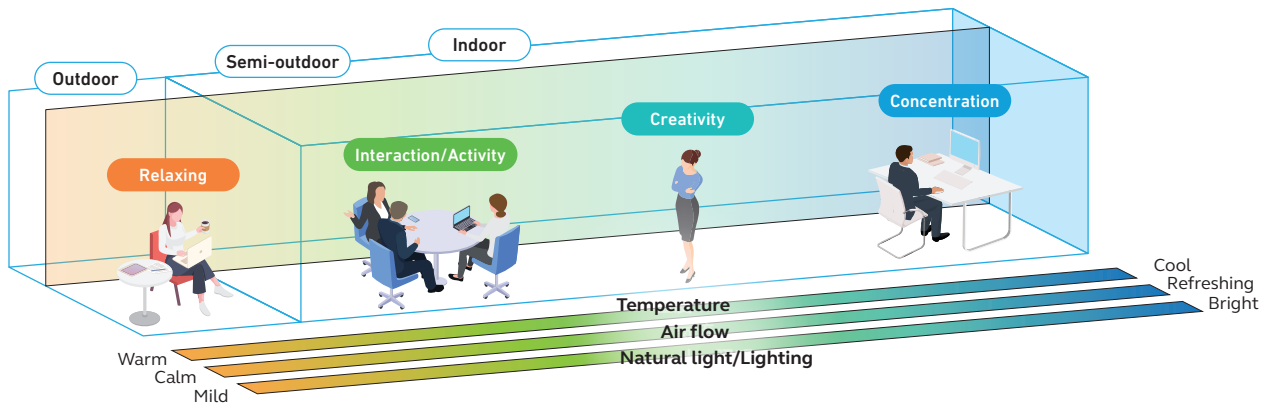 Outdoor
Semi-outdoor
Indoor
Relaxing
Interaction/Activity
Creativity
Concentration
Temperature
Air flow
Natural light/Lighting
Warm
Calm
Mild
Cool
Refreshing
Bright